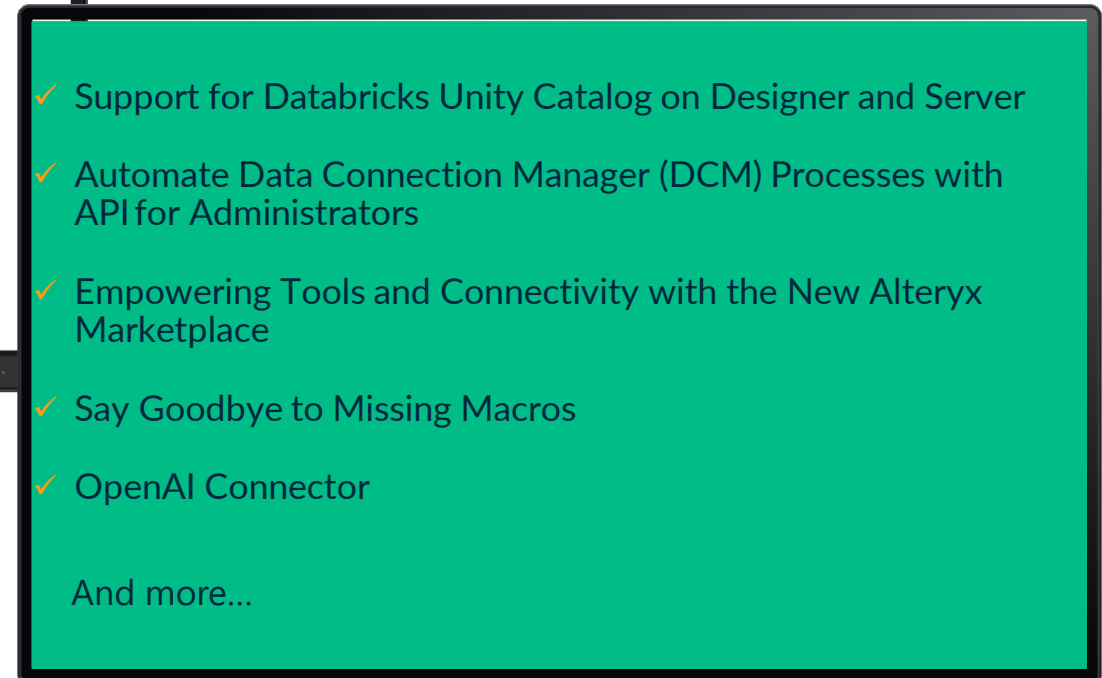 Support for Databricks Unity Catalog on Designer and Server
Automate Data Connection Manager (DCM) Processes with
API for Administrators
Empowering Tools and Connectivity with the New Alteryx
Marketplace
Say Goodbye to Missing Macros
OpenAI Connector
And more...